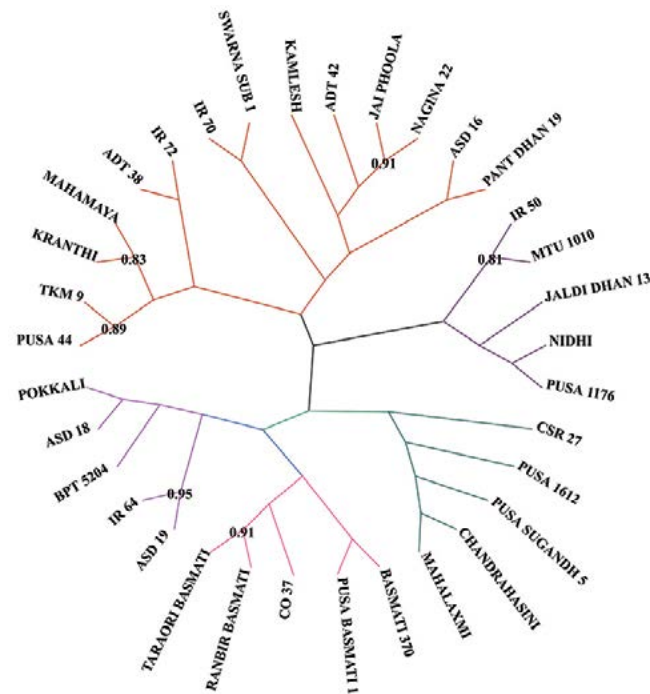 SWARNA SUB 1
KAMLESH
ADT 42
JAI PHOOLA
NAGINA 22
0.91
ASD 16
PANT DHAN 19
IR 50
MTU 1010
0.81
JALDI DHAN 13
NIDHI
PUSA 1176
CSR 27
PUSA 1612
PUSA SUGANDH 5
CHANDRAHASINI
MAHALAXMI
BASMATI 370
PUSA BASMATI 1
CO 37
RANBIR BASMATI
TARAORI BASMATI
0.91
ASD 19
IR 64
0.95
BPT 5204
ASD 18
POKKALI
PUSA 44
0.89
TKM 9
KRANTHI
0.83
MAHAMAYA
ADT 38
IR 72
IR 70